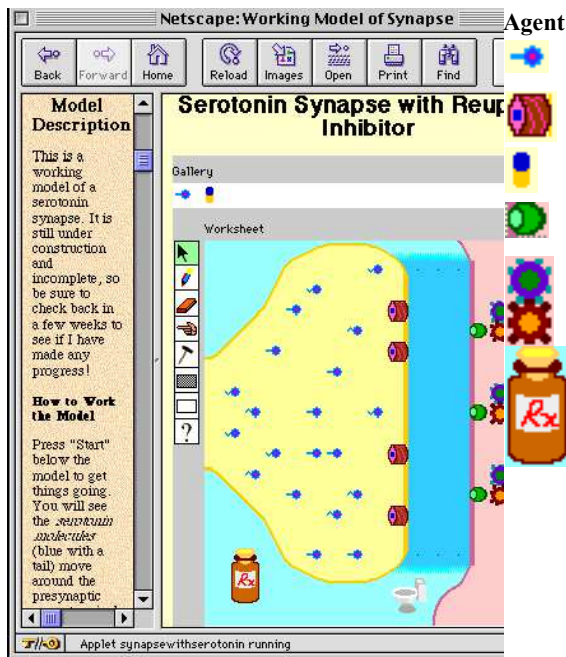 Netscape: Working Model of Synapse
Agent
Back Forward Home Reload Images Open Print Find
Model
Description
This is a
working
model of a
serotonin
synapse. It is
still under
construction
and
incomplete, so
be sure to
check back in
a few weeks to
see if I have
made any
progress!
How to Work
the Model
Press "Start"
below the
model to get
things going.
You will see
the serotonin
molecules
(blue with a
tail) move
around the
presynaptic
Serotonin Synapse with Reup
Inhibitor
Gallery
Worksheet
?
Rx
Rx
Applet synapsewithserotonin running